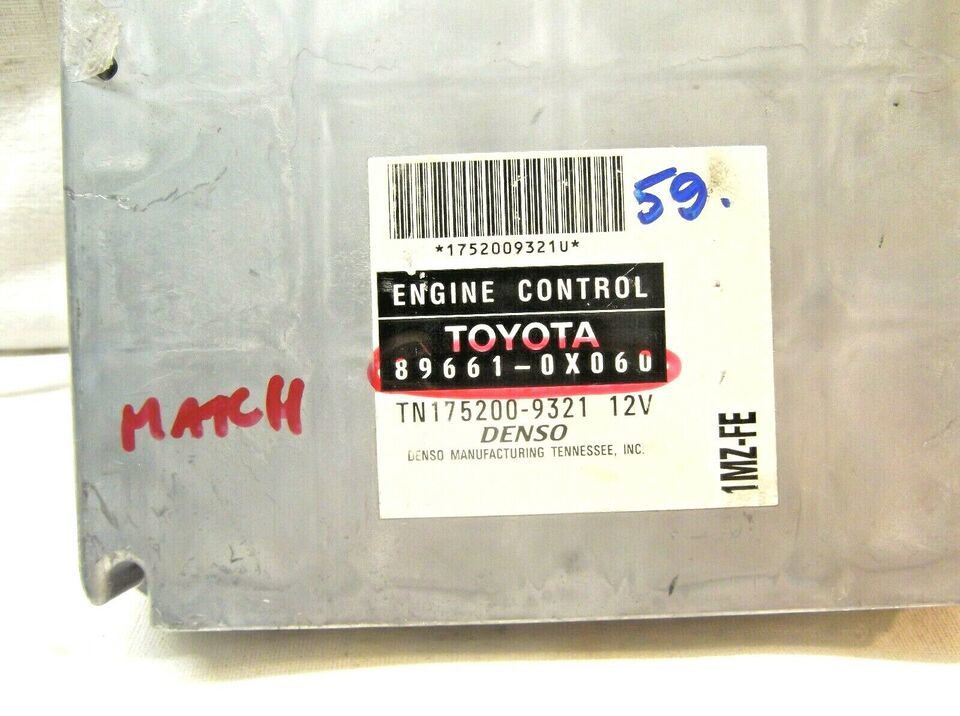 59.
*1752009321U*
ENGINE CONTROL
TOYOTA
89661-0X060
MATCH
TN175200-9321 12V
DENSO
DENSO MANUFACTURING TENNESSEE, INC.
1MZ-FE